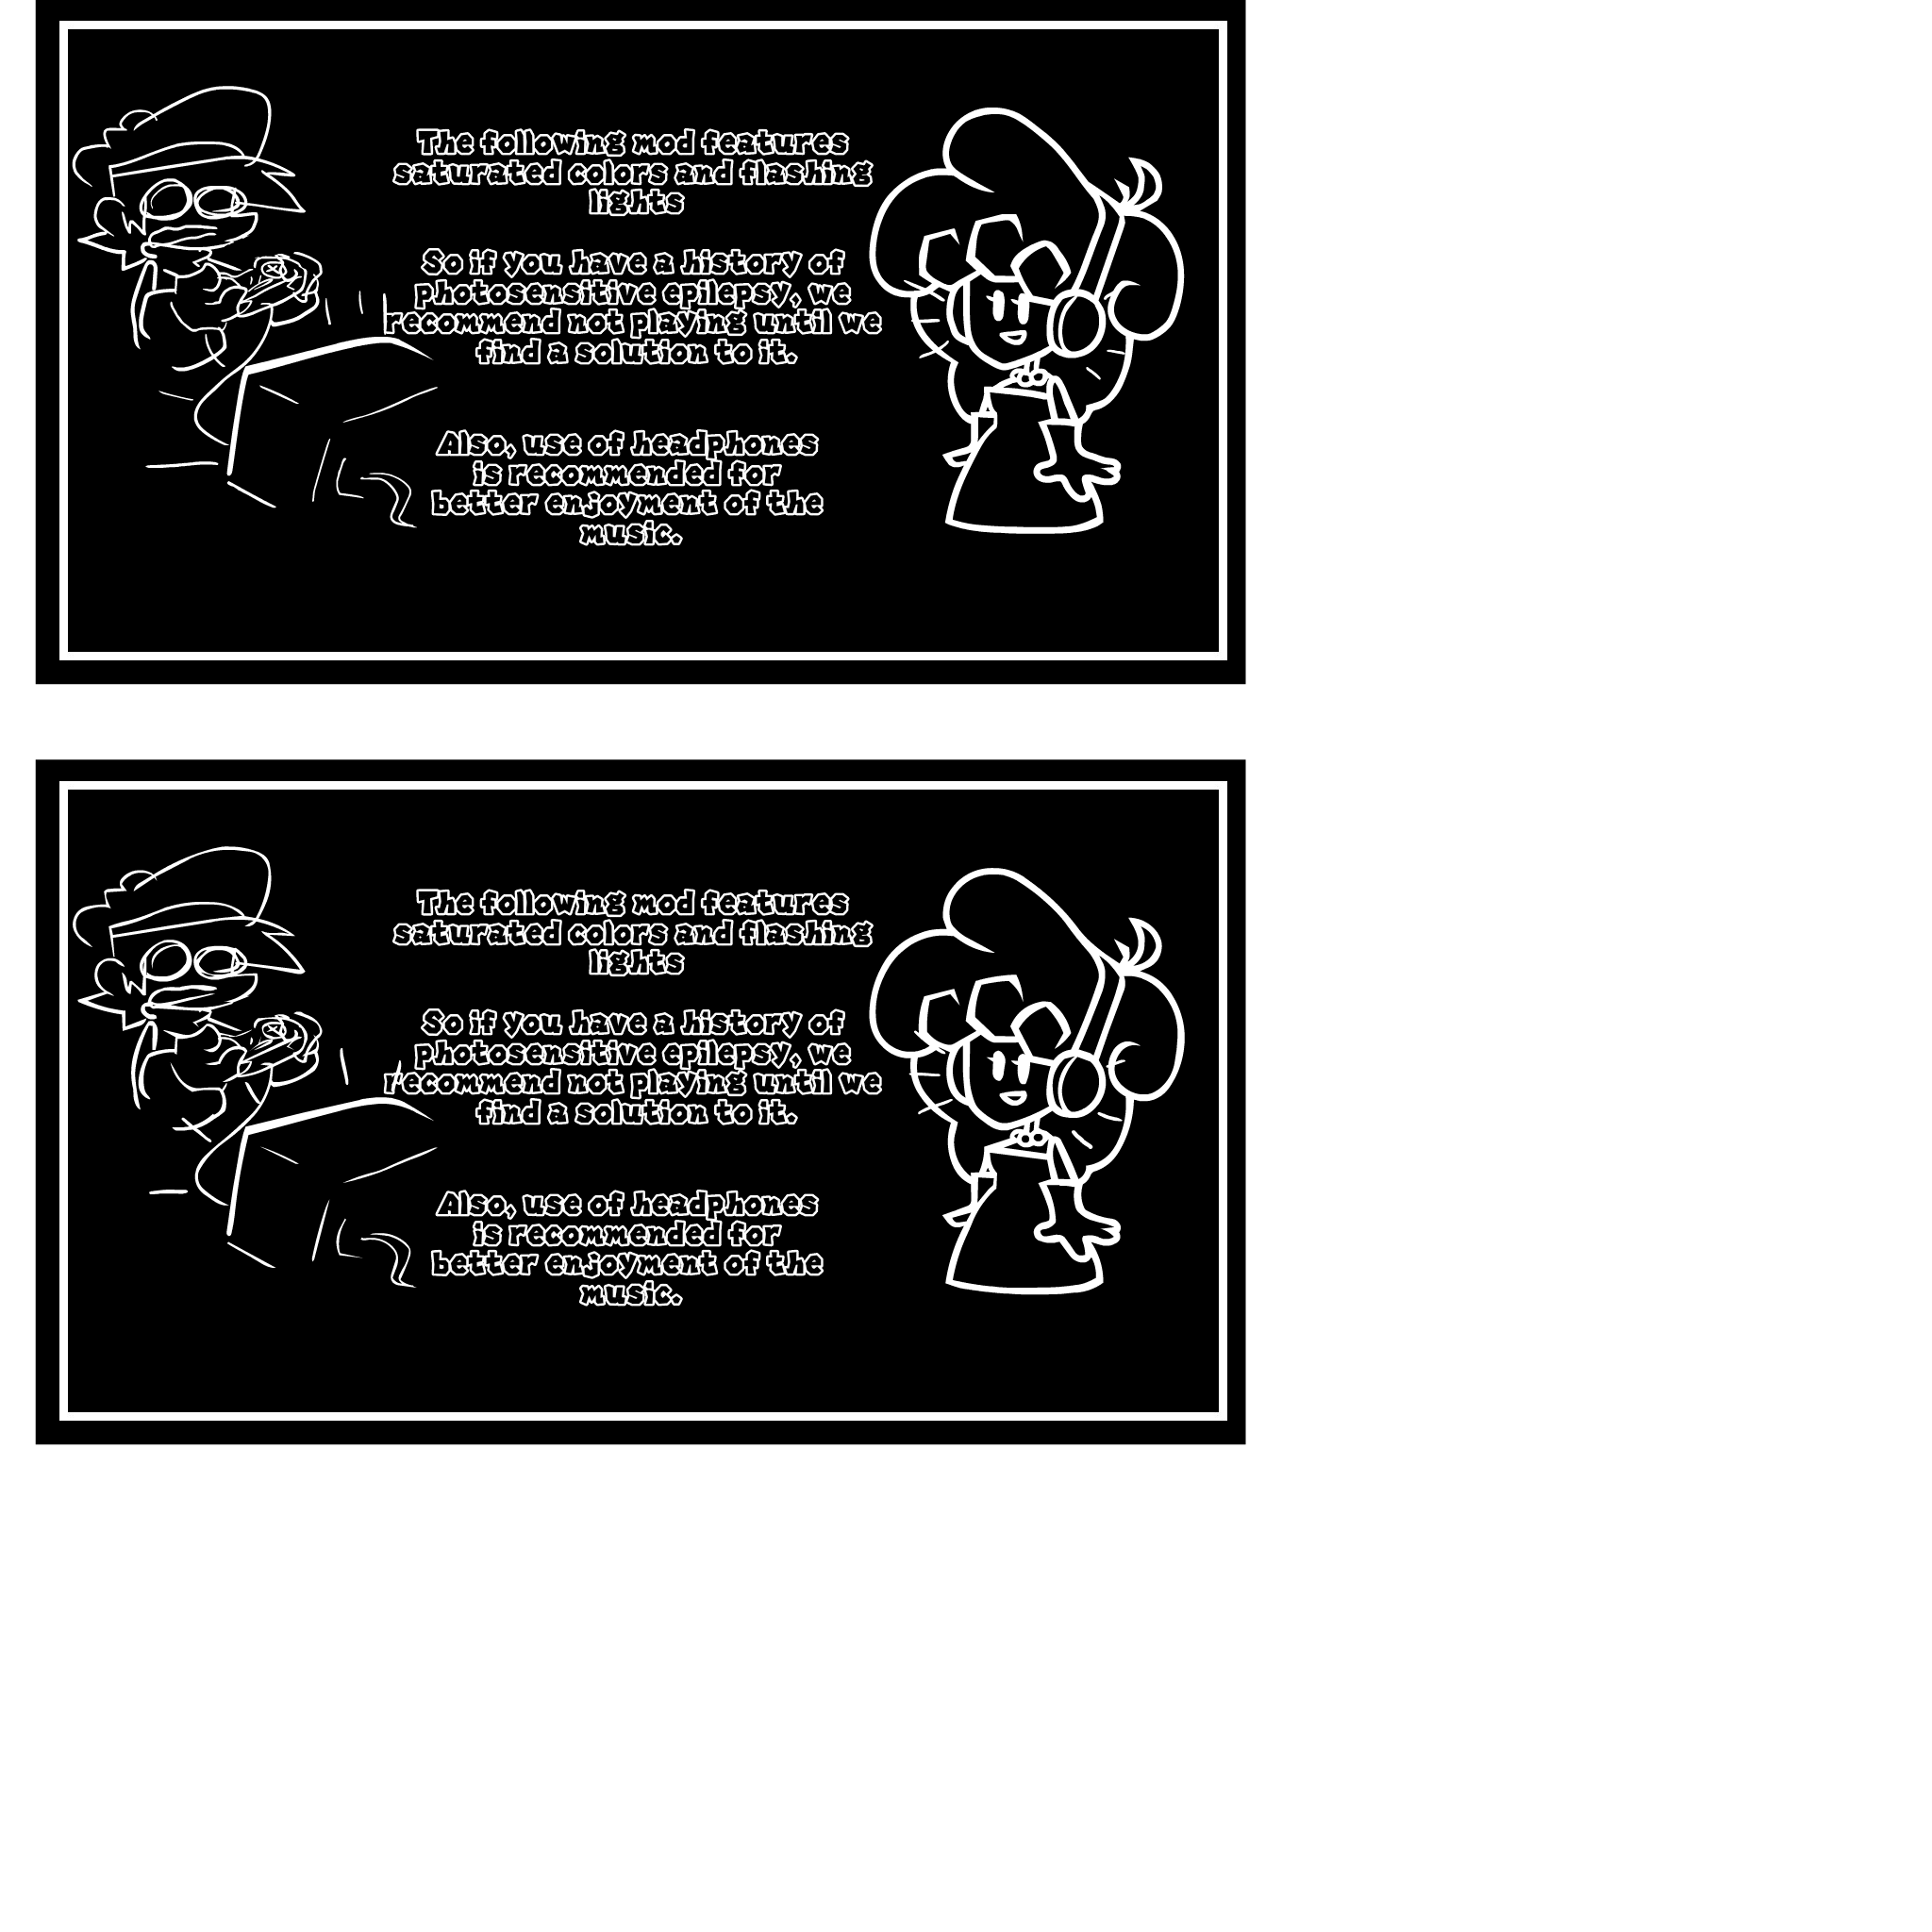 The following mod features
saturated colors and flashing
lights
So if you have a history of
photosensitive epilepsy, we
recommend not playing until we
find a solution to it.
Also, use of headphones
is recommended for
better enjoyment of the
music.
The following mod features
saturated colors and flashing
lights
So if you have a history of
photosensitive epilepsy, we
recommend not playing until we
find a solution to it.
Also, use of headphones
is recommended for
better enjoyment of the
music.